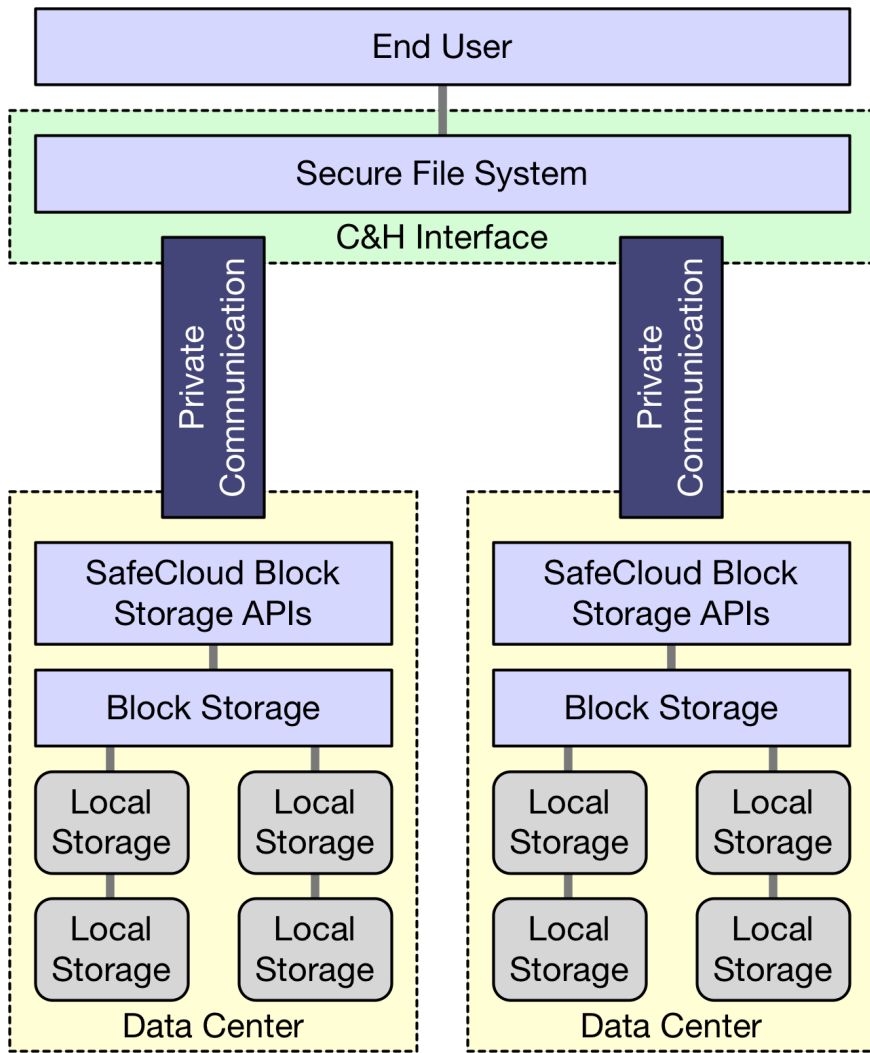 End User
Secure File System
C&H Interface
Private
Communication
Private
Communication
SafeCloud Block
Storage APIs
Block Storage
Local
Storage
Local
Storage
Local
Storage
Local
Storage
Data Center
SafeCloud Block
Storage APIs
Block Storage
Local
Storage
Local
Storage
Local
Storage
Local
Storage
Data Center